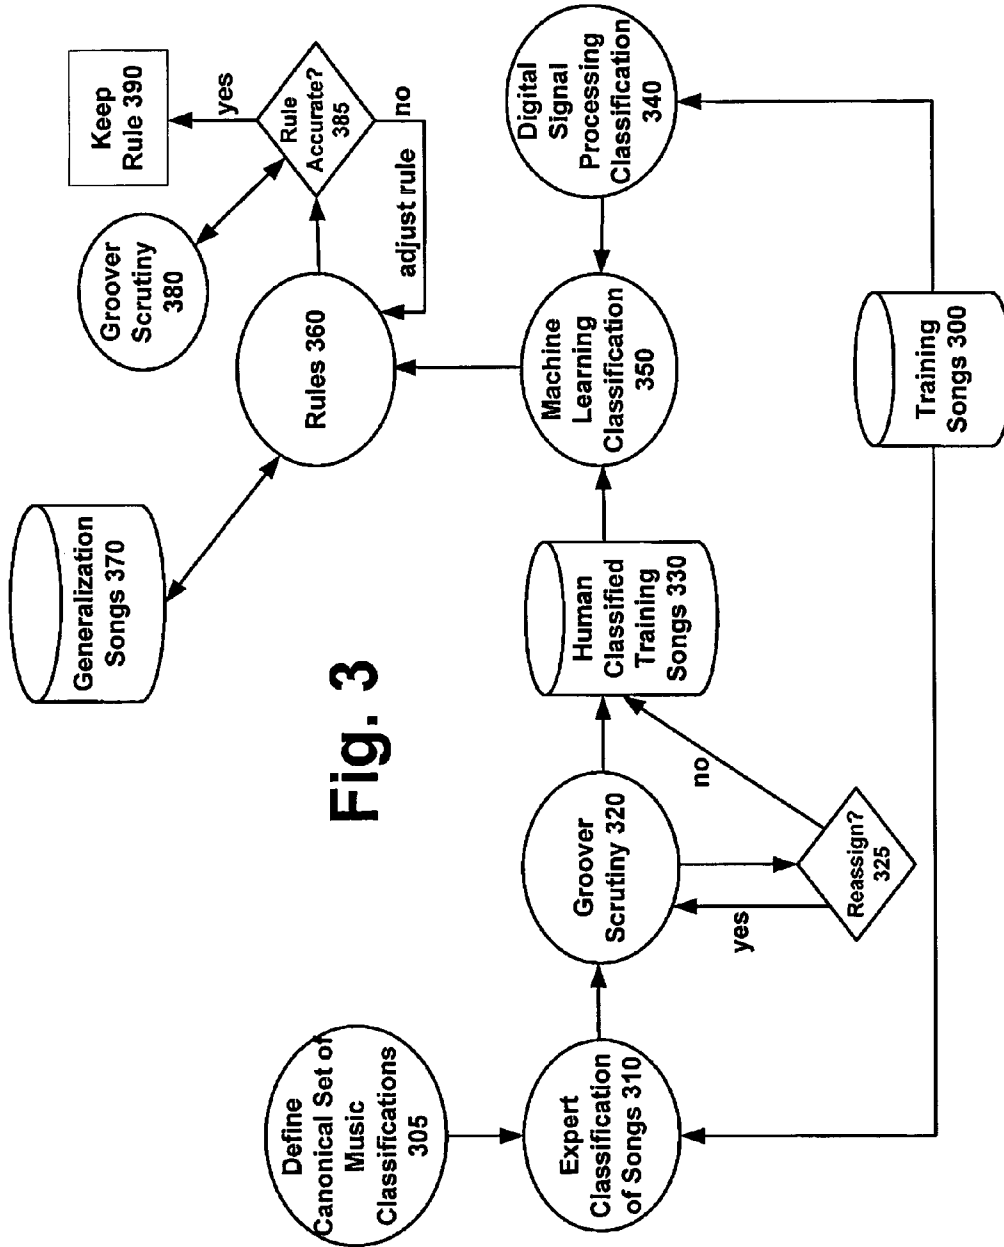 Define
Canonical Set of
Music
Classifications
305
Expert
Classification
of Songs 310
Groover
Scrutiny 320
Reassign?
325
yes
no
Human
Classified
Training
Songs 330
Training
Songs 300
Digital
Signal
Processing
Classification
340
Machine
Learning
Classification
350
Rules 360
Generalization
Songs 370
Groover
Scrutiny
380
Rule
Accurate?
385
yes
no
adjust rule
Keep
Rule 390
Fig. 3